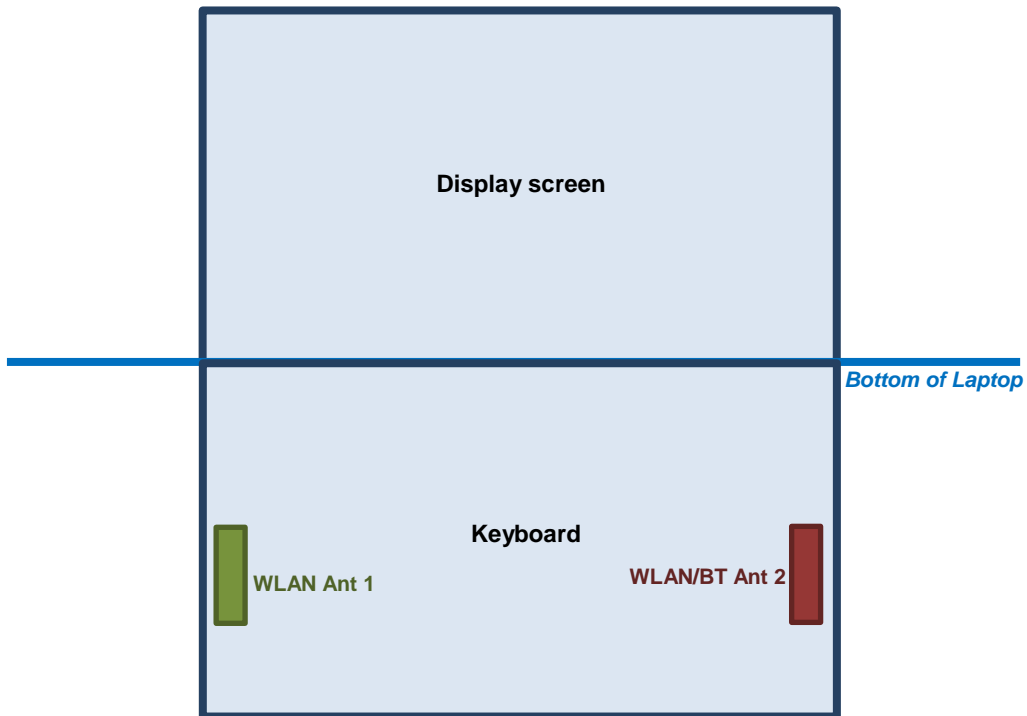 Display screen
Bottom of Laptop
Keyboard
WLAN Ant 1
WLAN/BT Ant 2